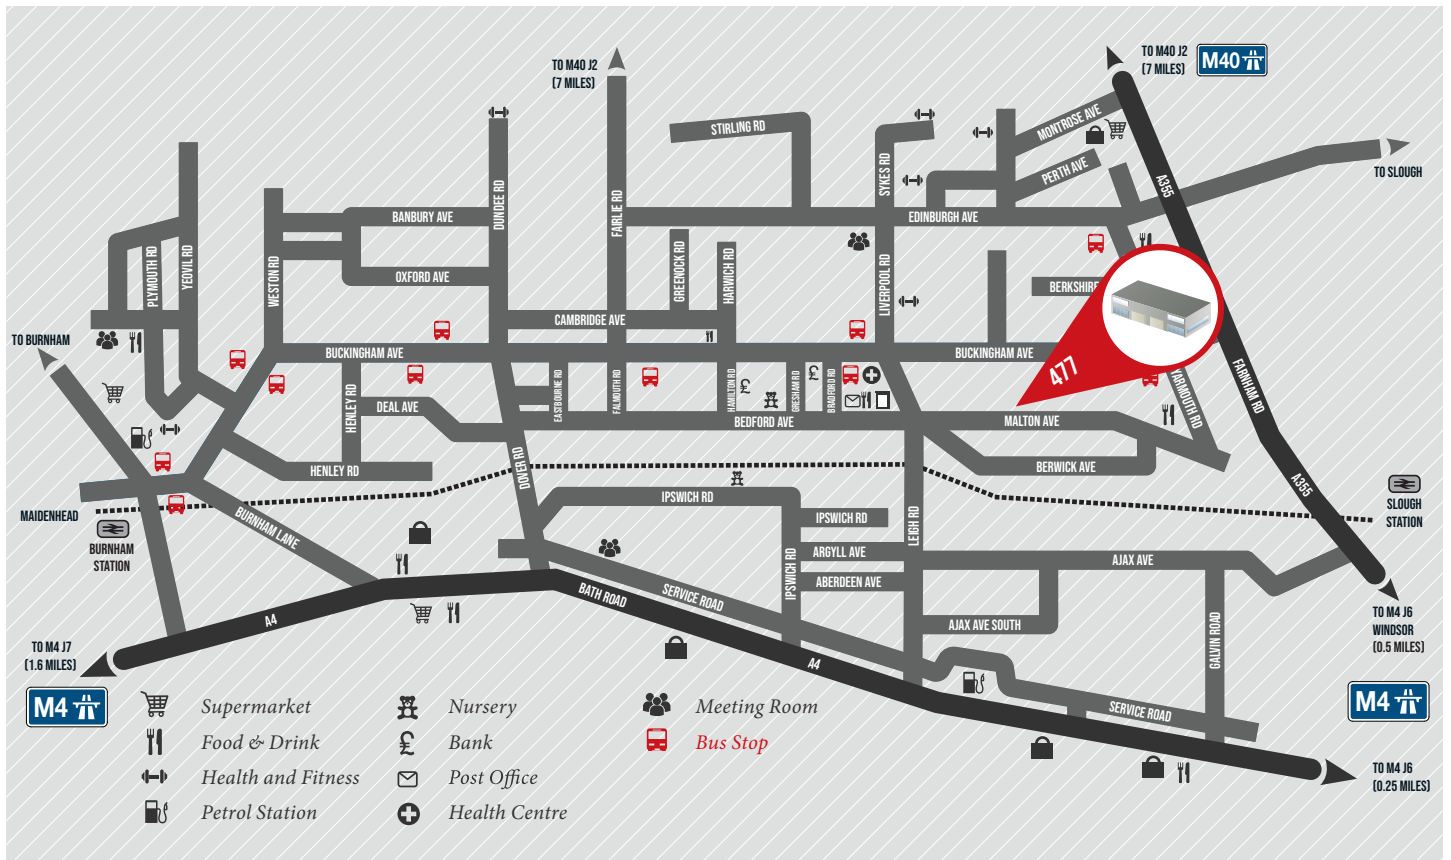 TO M40 J2
(7 MILES)
TO M40 J2
(7 MILES)
M40
STIRLING RD
MONTROSE AVE
PERTH AVE
A355
TO SLOUGH
SYKES RD
DUNDEE RD
FAIRLIE RD
BANBURY AVE
EDINBURGH AVE
PLYMOUTH RD
YEOVIL RD
WESTON RD
OXFORD AVE
GREENOCK RD
HARWICH RD
LIVERPOOL RD
BERKSHIRE
CAMBRIDGE AVE
TO BURNHAM
BUCKINGHAM AVE
BUCKINGHAM AVE
477
FARNHAM RD
YARMOUTH RD
HENLEY RD
DEAL AVE
EASTBOURNE RD
FALMOUTH RD
HAMILTON RD
GRESHAM RD
BRADFORD RD
BEDFORD AVE
MALTON AVE
HENLEY RD
DOVER RD
BERWICK AVE
A355
MAIDENHEAD
BURNHAM
STATION
BURNHAM LANE
IPSWICH RD
IPSWICH RD
LEIGH RD
SLOUGH
STATION
ARGYLL AVE
AJAX AVE
IPSWICH RD
ABERDEEN AVE
BATH ROAD
SERVICE ROAD
A4
AJAX AVE SOUTH
GALVIN ROAD
TO M4 J6
WINDSOR
(0.5 MILES)
TO M4 J7
(1.6 MILES)
M4
A4
M4
SERVICE ROAD
TO M4 J6
(0.25 MILES)
Supermarket
Food & Drink
Health and Fitness
Petrol Station
Nursery
Bank
Post Office
Health Centre
Meeting Room
Bus Stop